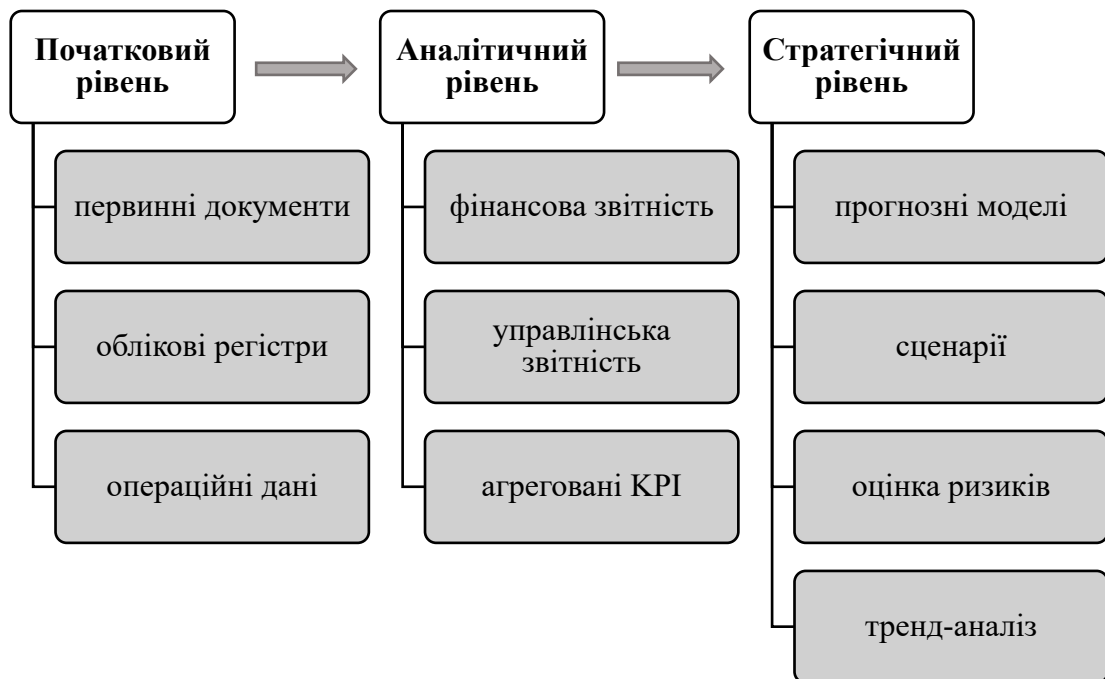 Початковий
рівень
Аналітичний
рівень
Стратегічний
рівень
первинні документи
облікові регістри
операційні дані
фінансова звітність
управлінська
звітність
агреговані KPI
прогнозні моделі
сценарії
оцінка ризиків
тренд-аналіз